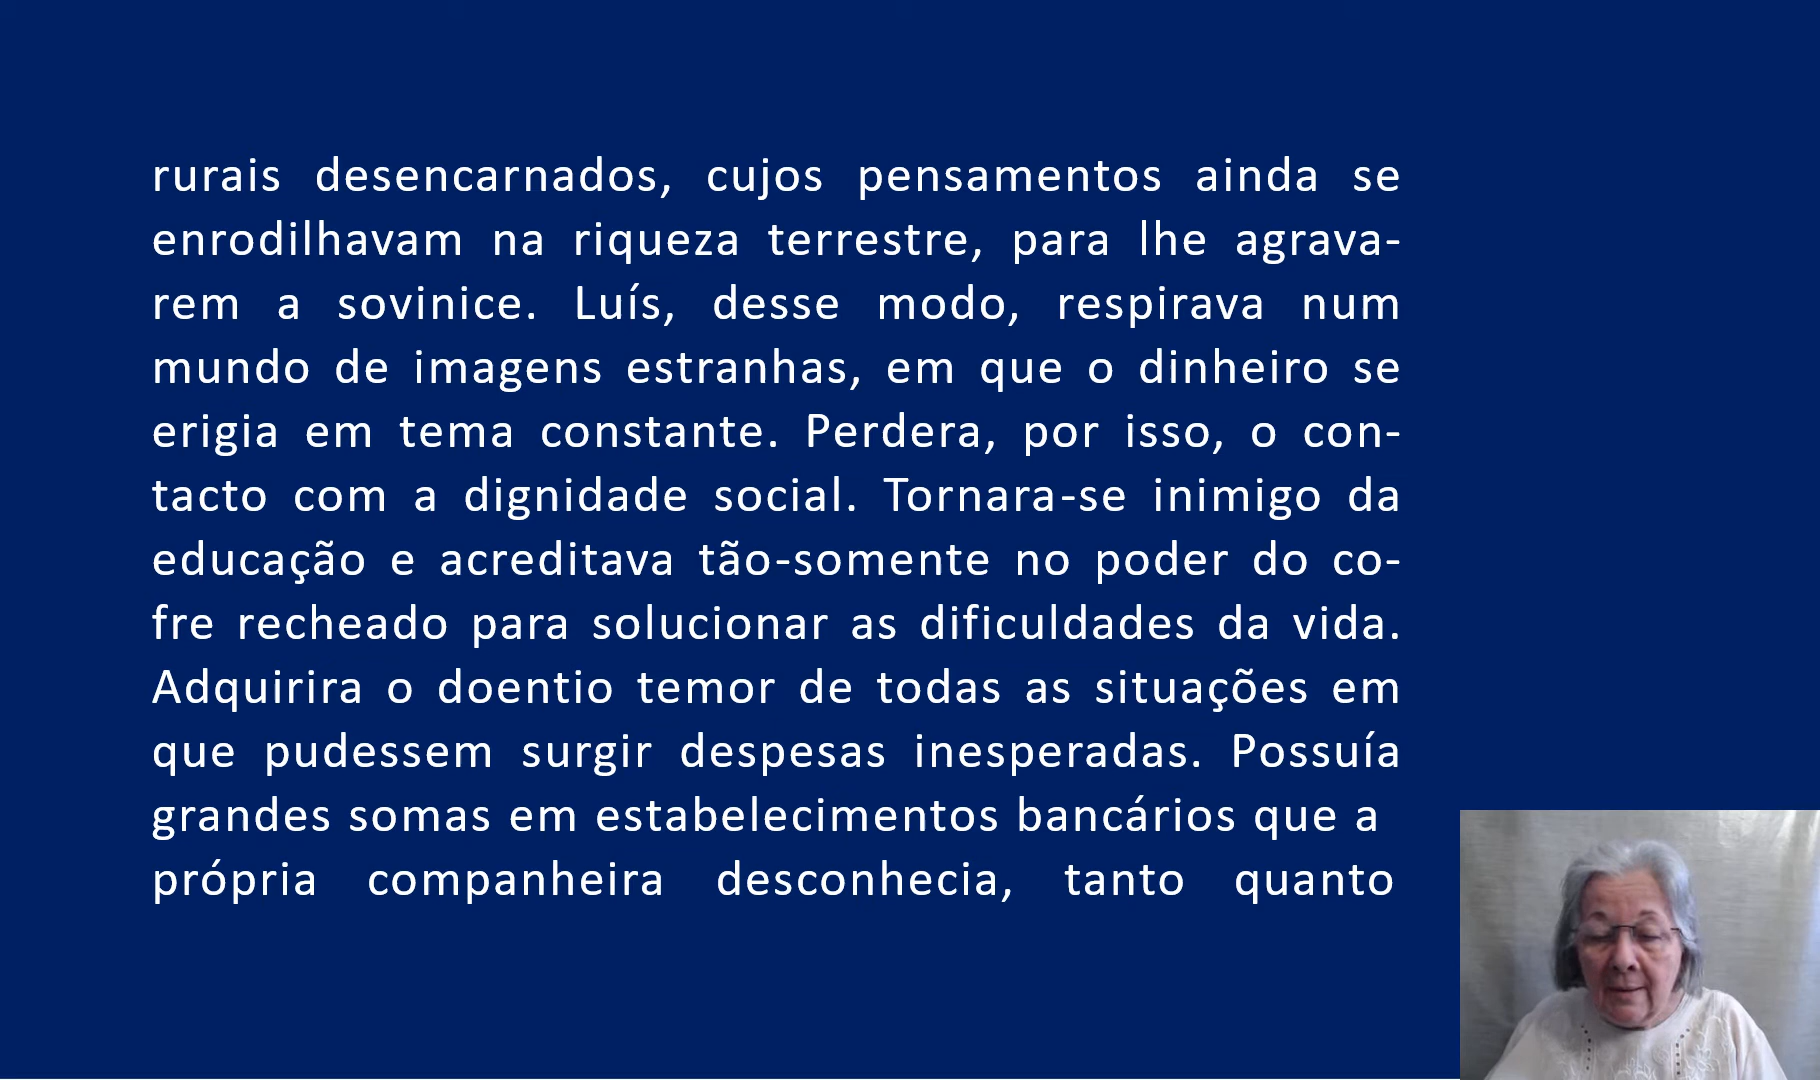 rurais desencarnados, cujos pensamentos ainda se
enrodilhavam na riqueza terrestre, para lhe agrava-
rem a sovinice. Luís, desse modo, respirava num
mundo de imagens estranhas, em que o dinheiro se
erigia em tema constante. Perdera, por isso, o con-
tacto com a dignidade social. Tornara-se inimigo da
educação e acreditava tão-somente no poder do co-
fre recheado para solucionar as dificuldades da vida.
Adquirira o doentio temor de todas as situações em
que pudessem surgir despesas inesperadas. Possuía
grandes somas em estabelecimentos bancários que a
própria companheira desconhecia, tanto quanto